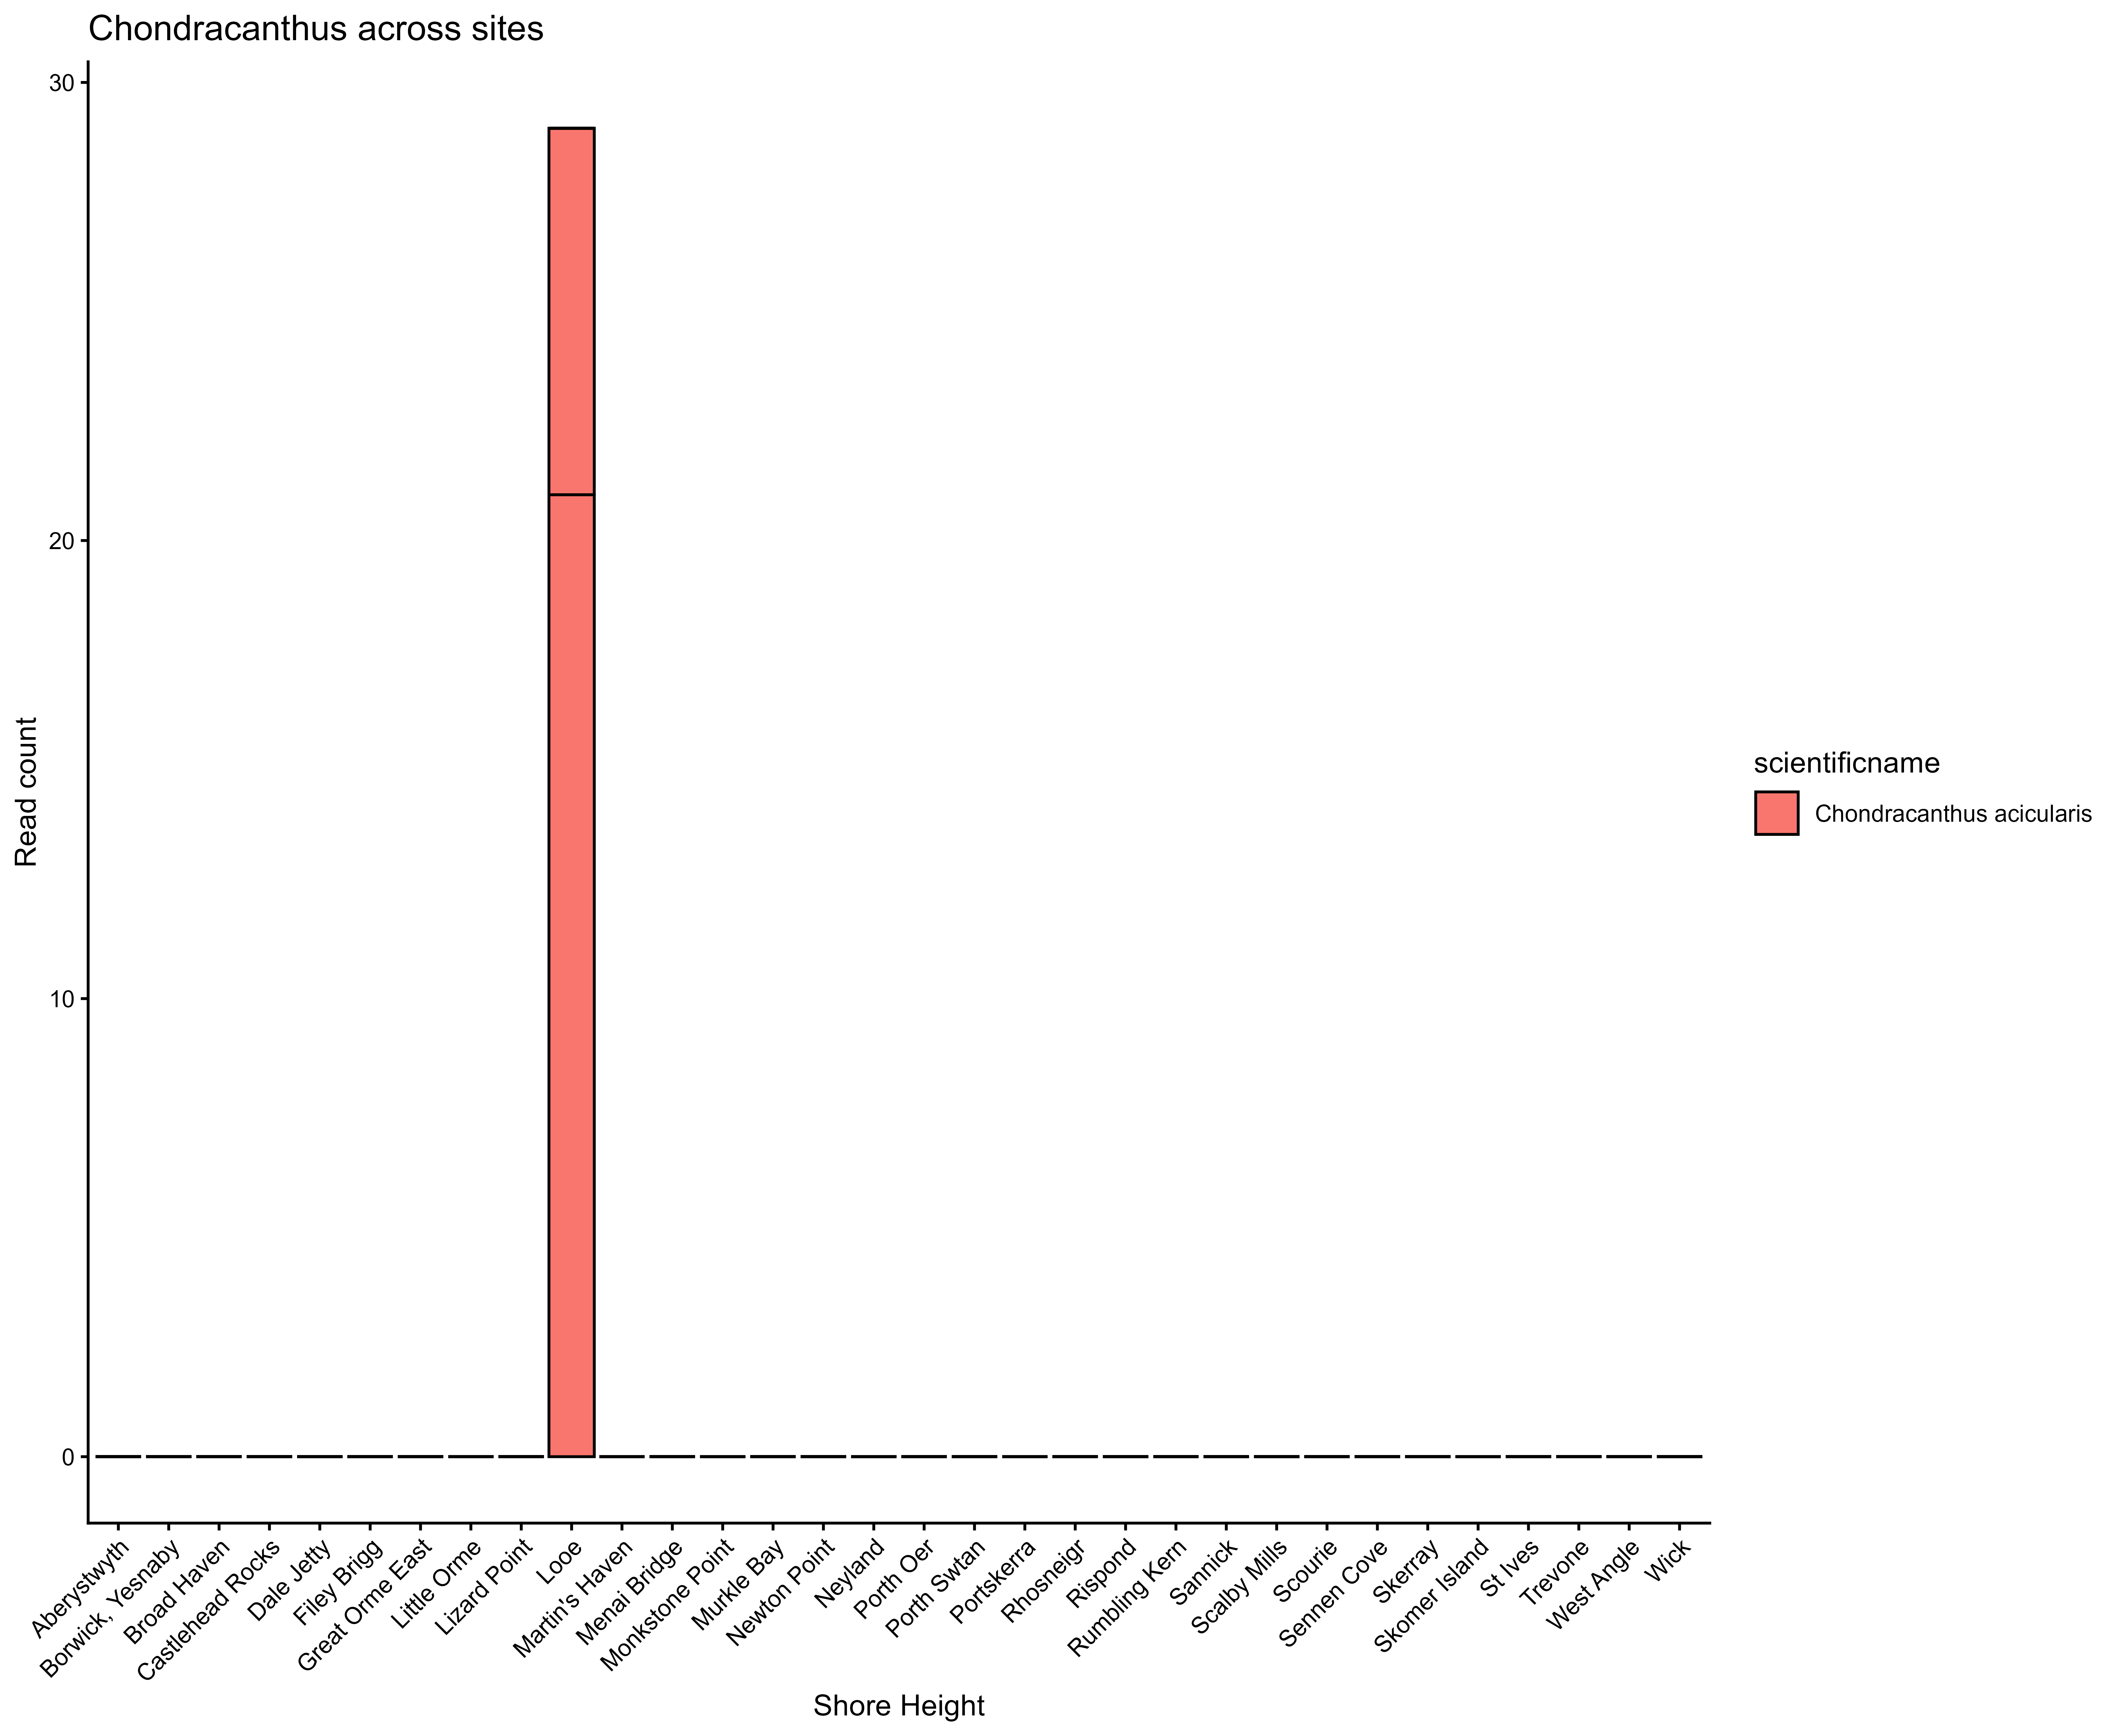 Chondracanthus across sites
30
20
10
0
Read count
Aberystwyth
Borwick, Yesnaby
Broad Haven
Castlehead Rocks
Dale Jetty
Filey Brigg
Great Orme East
Little Orme
Lizard Point
Looe
Martin's Haven
Menai Bridge
Monkstone Point
Murkle Bay
Newton Point
Neyland
Porth Oer
Porth Swtan
Portskerra
Rhosneigr
Rispond
Rumbling Kern
Sannick
Scalby Mills
Scourie
Sennen Cove
Skerray
Skomer Island
St Ives
Trevone
West Angle
Wick
Shore Height
scientificname
Chondracanthus acicularis